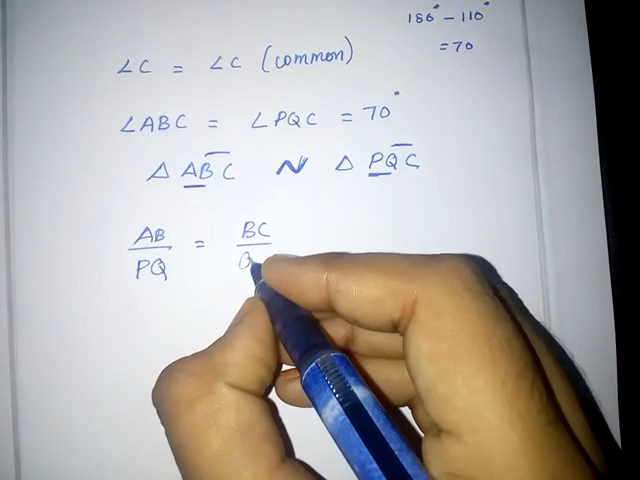 180° - 110°
= 70
∠C = ∠C (common)
∠ABC = ∠PQC = 70°
△ ABC ~ △ PQC
AB/PQ = BC/Q